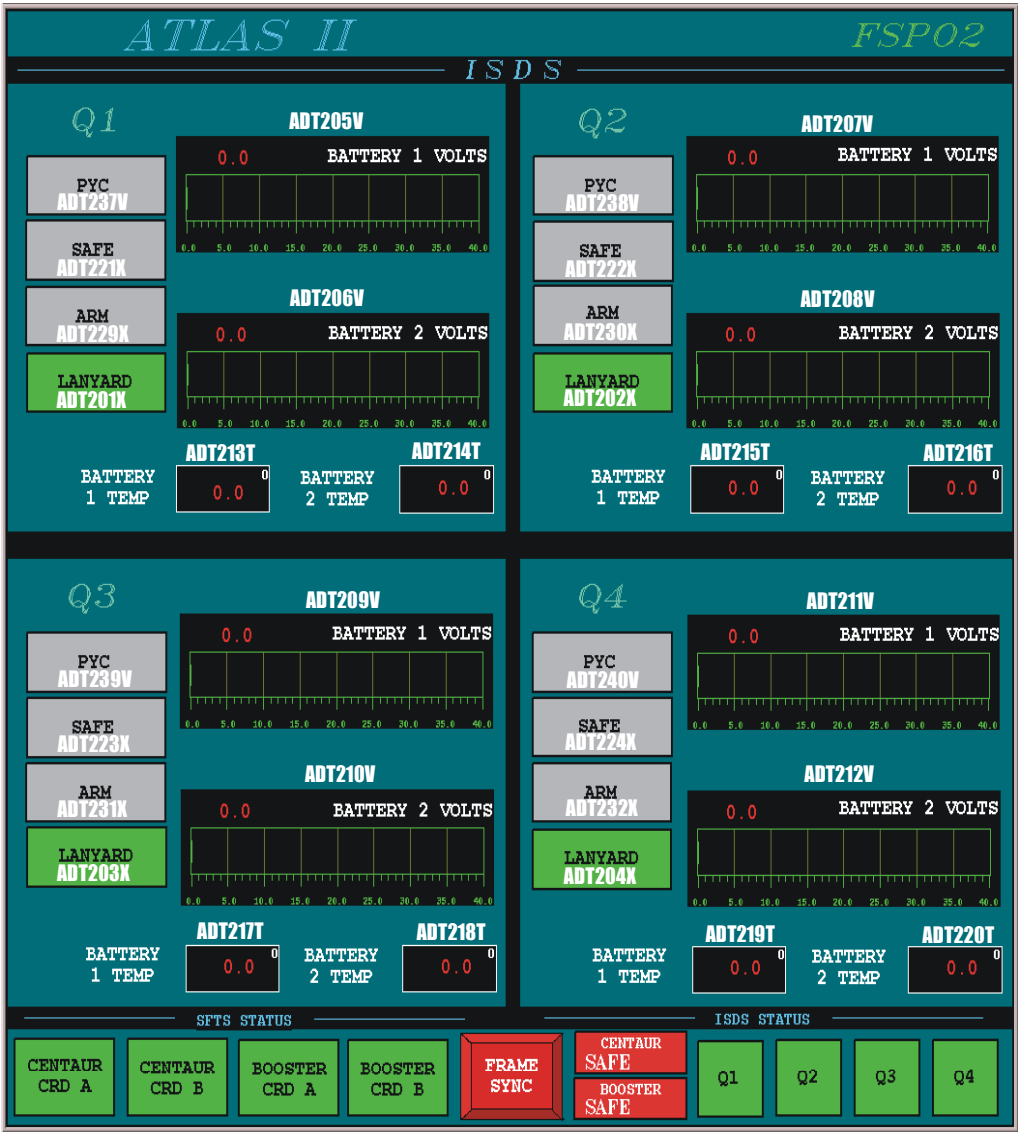 ATLAS II FSP02
ISDS
Q1
ADT205V
0.0 BATTERY 1 VOLTS
0.0 5.0 10.0 15.0 20.0 25.0 30.0 35.0 40.0
PYC
ADT237V
SAFE
ADT221X
ARM
ADT229X
LANYARD
ADT201X
ADT206V
0.0 BATTERY 2 VOLTS
0.0 5.0 10.0 15.0 20.0 25.0 30.0 35.0 40.0
ADT213T
BATTERY
1 TEMP
0
0.0
ADT214T
BATTERY
2 TEMP
0
0.0
Q2
ADT207V
0.0 BATTERY 1 VOLTS
0.0 5.0 10.0 15.0 20.0 25.0 30.0 35.0 40.0
PYC
ADT238V
SAFE
ADT222X
ARM
ADT230X
LANYARD
ADT202X
ADT208V
0.0 BATTERY 2 VOLTS
0.0 5.0 10.0 15.0 20.0 25.0 30.0 35.0 40.0
ADT215T
BATTERY
1 TEMP
0
0.0
ADT216T
BATTERY
2 TEMP
0
0.0
Q3
ADT209V
0.0 BATTERY 1 VOLTS
0.0 5.0 10.0 15.0 20.0 25.0 30.0 35.0 40.0
PYC
ADT239V
SAFE
ADT223X
ARM
ADT231X
LANYARD
ADT203X
ADT210V
0.0 BATTERY 2 VOLTS
0.0 5.0 10.0 15.0 20.0 25.0 30.0 35.0 40.0
ADT217T
BATTERY
1 TEMP
0
0.0
ADT218T
BATTERY
2 TEMP
0
0.0
Q4
ADT211V
0.0 BATTERY 1 VOLTS
0.0 5.0 10.0 15.0 20.0 25.0 30.0 35.0 40.0
PYC
ADT240V
SAFE
ADT224X
ARM
ADT232X
LANYARD
ADT204X
ADT212V
0.0 BATTERY 2 VOLTS
0.0 5.0 10.0 15.0 20.0 25.0 30.0 35.0 40.0
ADT219T
BATTERY
1 TEMP
0
0.0
ADT220T
BATTERY
2 TEMP
0
0.0
SFTS STATUS
CENTAUR
CRD A
CENTAUR
CRD B
BOOSTER
CRD A
BOOSTER
CRD B
FRAME
SYNC
ISDS STATUS
CENTAUR
SAFE
BOOSTER
SAFE
Q1
Q2
Q3
Q4